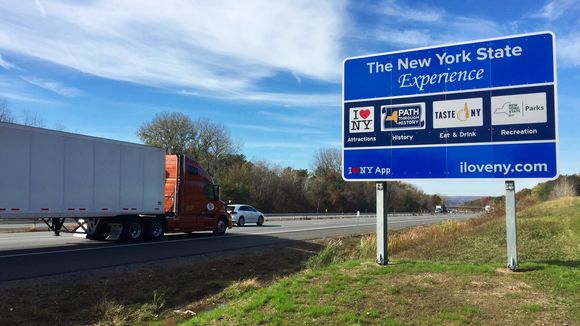 The New York State
Experience
I ♥ NY
PATH
THROUGH
HISTORY
TASTE NY
NEW YORK STATE
Parks
Attractions
History
Eat & Drink
Recreation
I ♥ NY App
iloveny.com